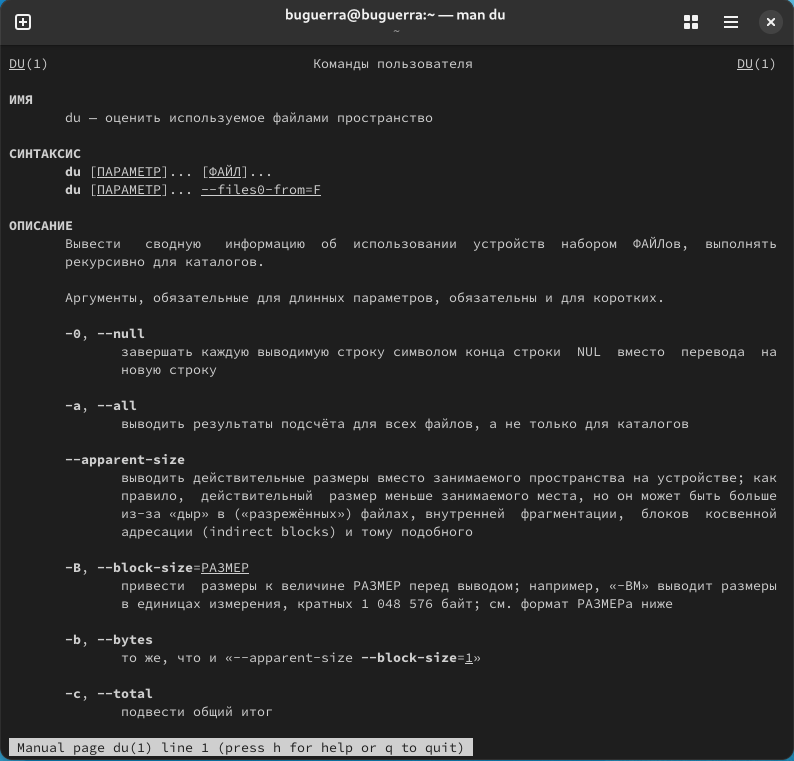 buguerra@buguerra:~ — man du
~
DU(1) Команды пользователя DU(1)
ИМЯ
du — оценить используемое файлами пространство
СИНТАКСИС
du [ПАРАМЕТР]... [ФАЙЛ]...
du [ПАРАМЕТР]... --files0-from=F
ОПИСАНИЕ
Вывести сводную информацию об использовании устройств набором ФАЙЛов, выполнять
рекурсивно для каталогов.
Аргументы, обязательные для длинных параметров, обязательны и для коротких.
-0, --null
завершать каждую выводимую строку символом конца строки NUL вместо перевода на
новую строку
-a, --all
выводить результаты подсчёта для всех файлов, а не только для каталогов
--apparent-size
выводить действительные размеры вместо занимаемого пространства на устройстве; как
правило, действительный размер меньше занимаемого места, но он может быть больше
из-за «дыр» в («разрежённых») файлах, внутренней фрагментации, блоков косвенной
адресации (indirect blocks) и тому подобного
-B, --block-size=РАЗМЕР
привести размеры к величине РАЗМЕР перед выводом; например, «-BM» выводит размеры
в единицах измерения, кратных 1 048 576 байт; см. формат РАЗМЕРа ниже
-b, --bytes
то же, что и «--apparent-size --block-size=1»
-c, --total
подвести общий итог
Manual page du(1) line 1 (press h for help or q to quit)